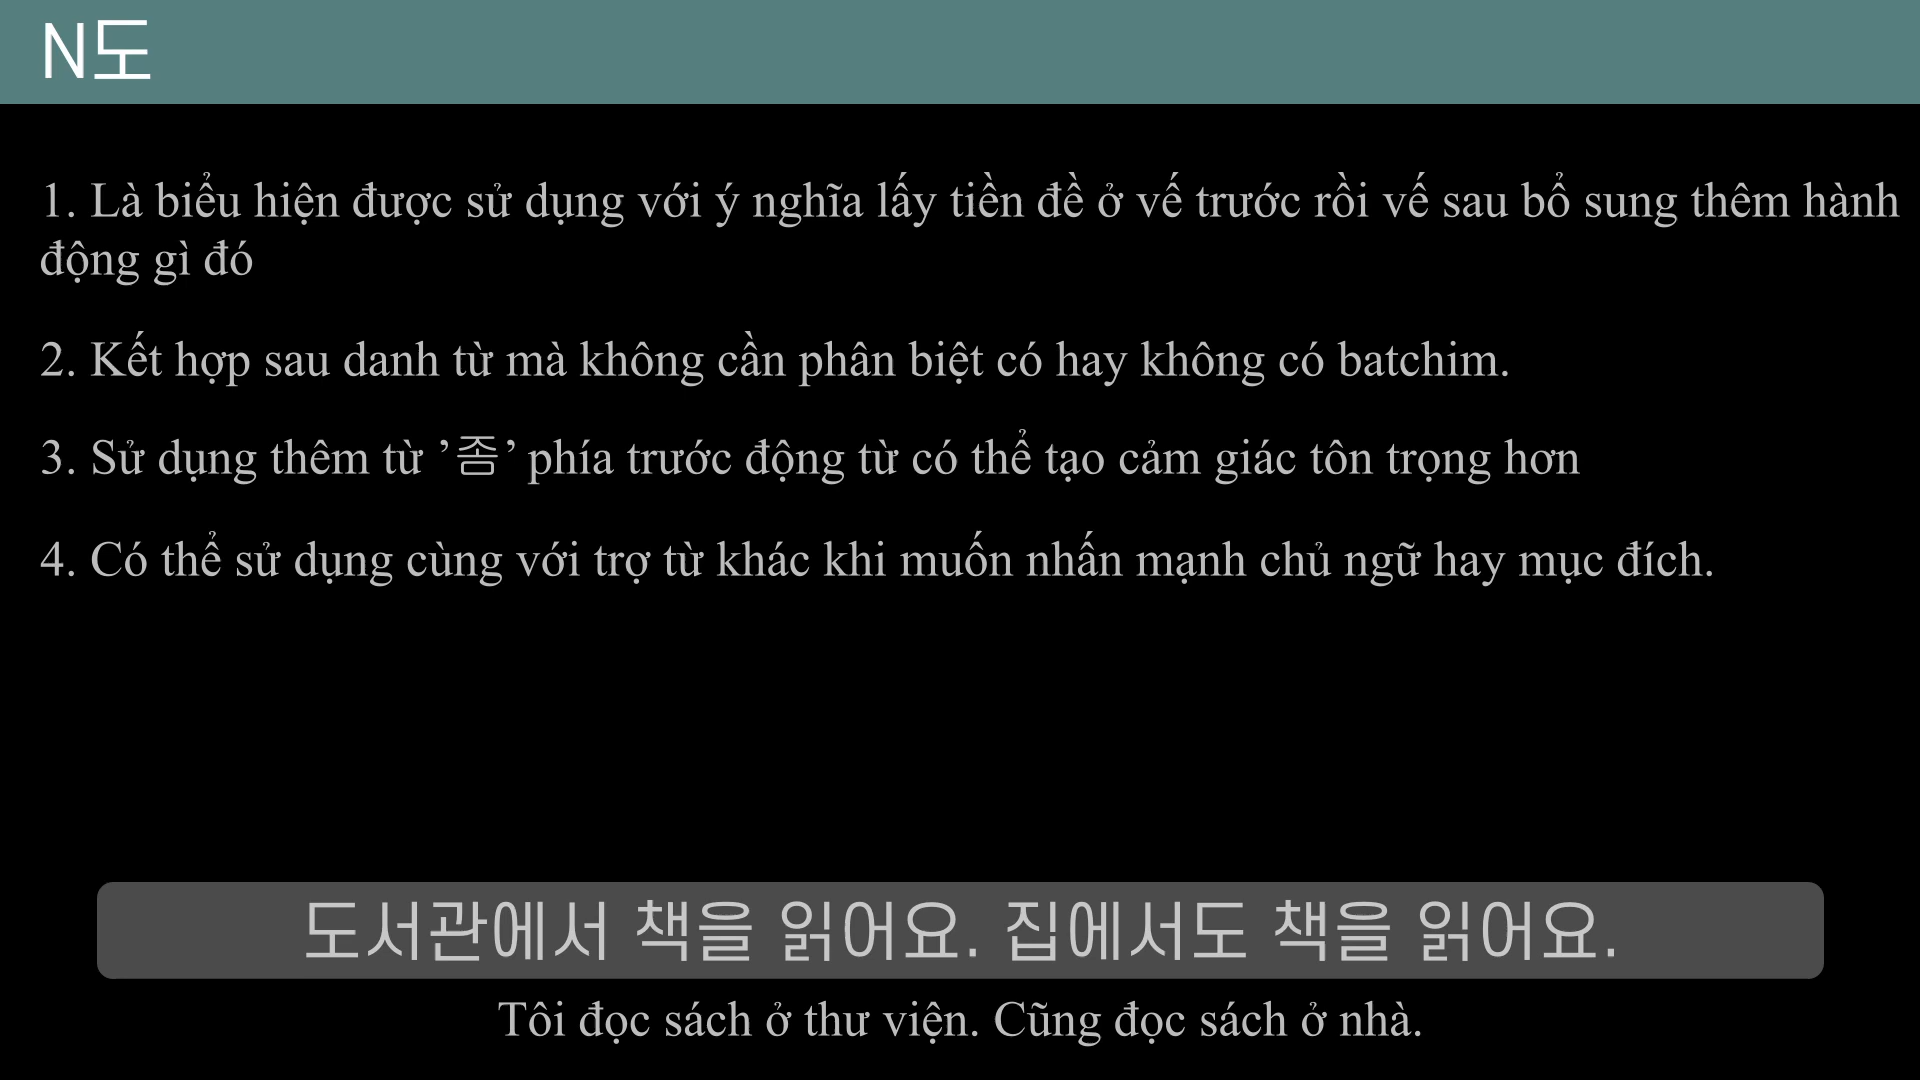 N도
1. Là biểu hiện được sử dụng với ý nghĩa lấy tiền đề ở vế trước rồi vế sau bổ sung thêm hành
động gì đó
2. Kết hợp sau danh từ mà không cần phân biệt có hay không có batchim.
3. Sử dụng thêm từ ’좀’ phía trước động từ có thể tạo cảm giác tôn trọng hơn
4. Có thể sử dụng cùng với trợ từ khác khi muốn nhấn mạnh chủ ngữ hay mục đích.
도서관에서 책을 읽어요. 집에서도 책을 읽어요.
Tôi đọc sách ở thư viện. Cũng đọc sách ở nhà.